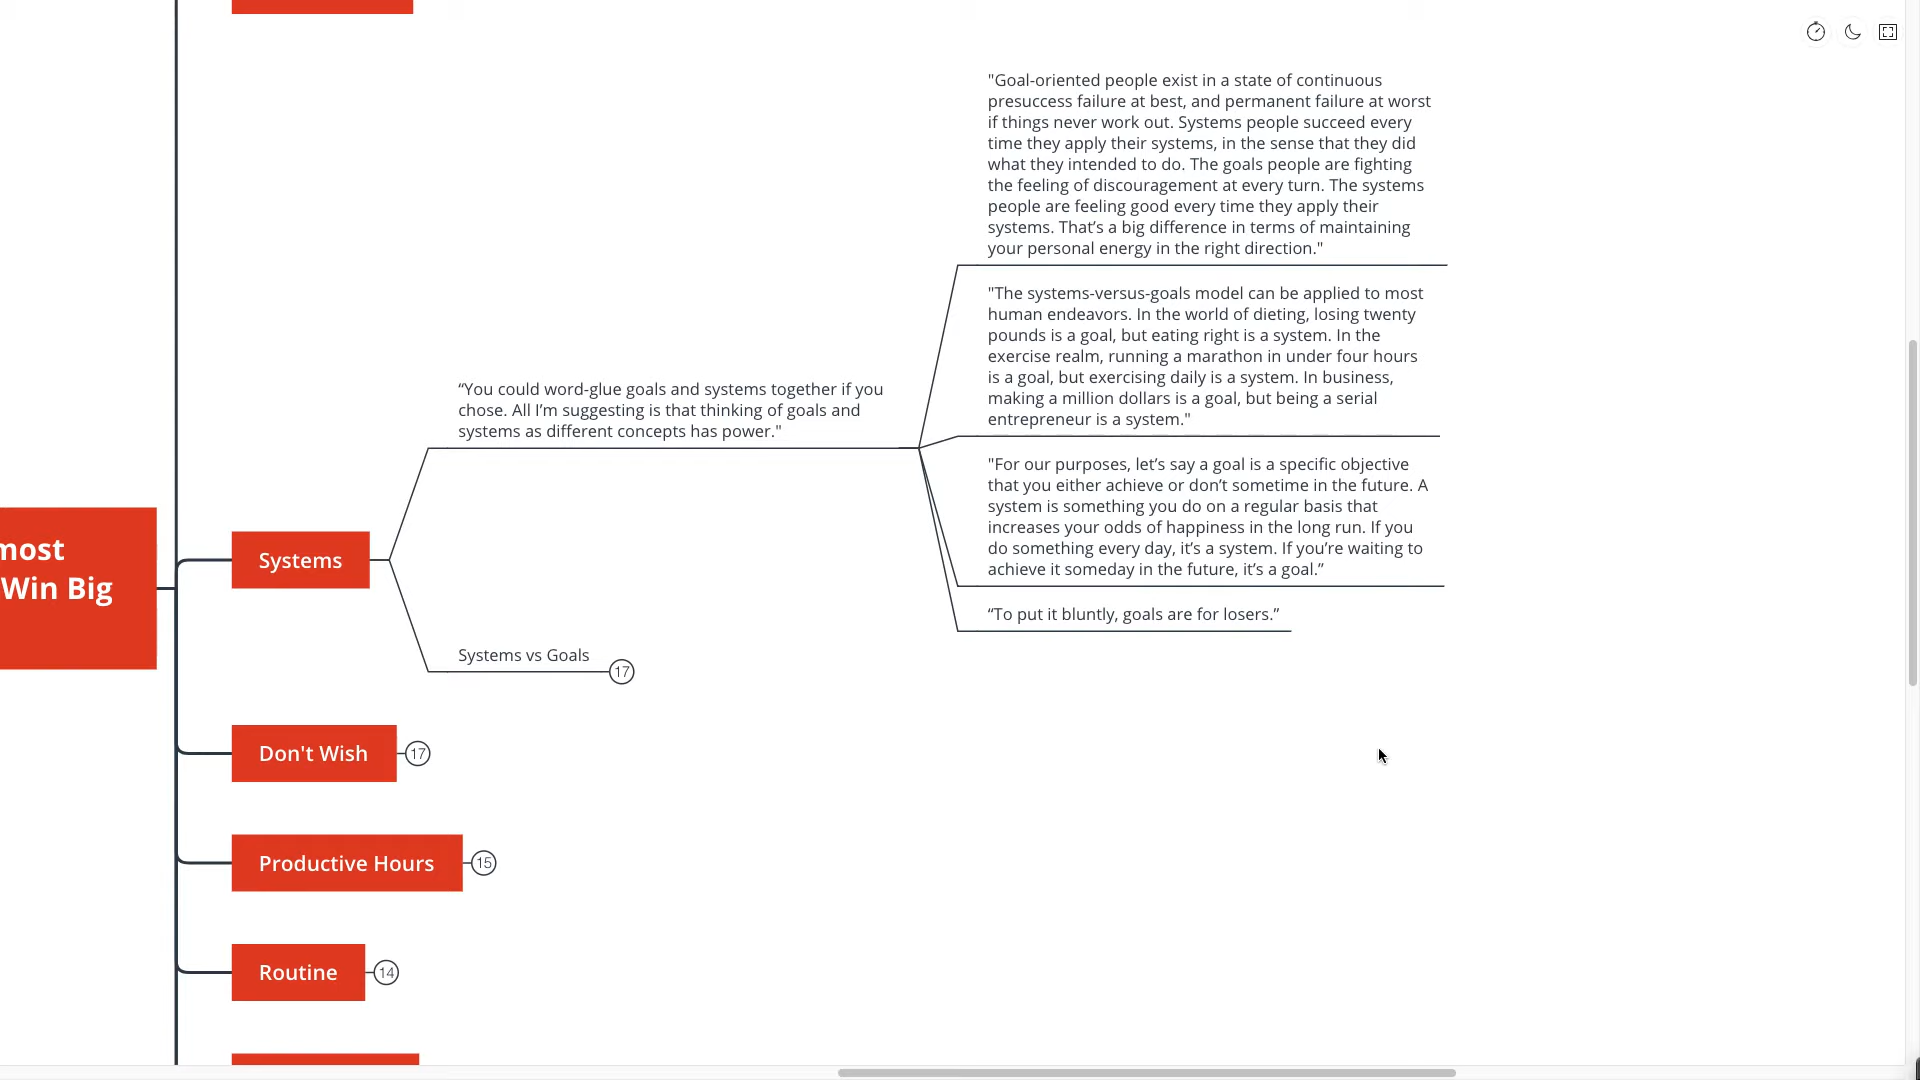 "Goal-oriented people exist in a state of continuous
presuccess failure at best, and permanent failure at worst
if things never work out. Systems people succeed every
time they apply their systems, in the sense that they did
what they intended to do. The goals people are fighting
the feeling of discouragement at every turn. The systems
people are feeling good every time they apply their
systems. That’s a big difference in terms of maintaining
your personal energy in the right direction."
"The systems-versus-goals model can be applied to most
human endeavors. In the world of dieting, losing twenty
pounds is a goal, but eating right is a system. In the
exercise realm, running a marathon in under four hours
is a goal, but exercising daily is a system. In business,
making a million dollars is a goal, but being a serial
entrepreneur is a system."
“You could word-glue goals and systems together if you
chose. All I’m suggesting is that thinking of goals and
systems as different concepts has power."
"For our purposes, let’s say a goal is a specific objective
that you either achieve or don’t sometime in the future. A
system is something you do on a regular basis that
increases your odds of happiness in the long run. If you
do something every day, it’s a system. If you’re waiting to
achieve it someday in the future, it’s a goal.”
“To put it bluntly, goals are for losers.”
most
Win Big
Systems
Systems vs Goals 17
Don't Wish 17
Productive Hours 15
Routine 14